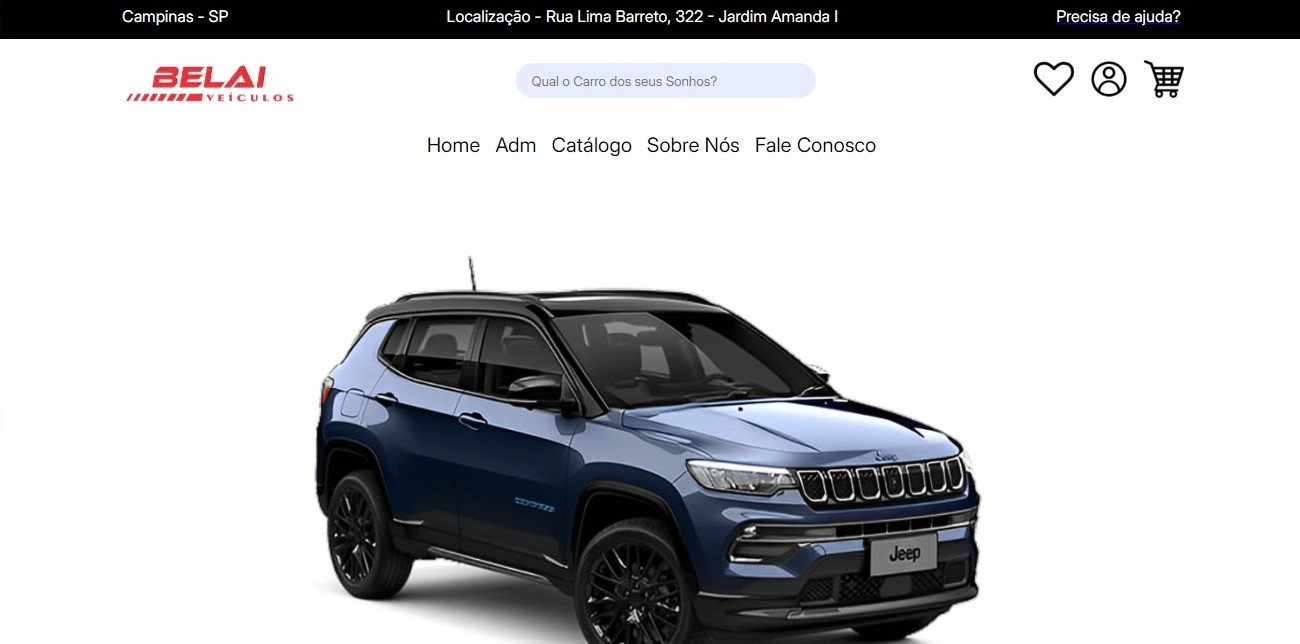 Campinas - SP
Localização - Rua Lima Barreto, 322 - Jardim Amanda I
Precisa de ajuda?
BELAI
VEÍCULOS
Qual o Carro dos seus Sonhos?
Home Adm Catálogo Sobre Nós Fale Conosco
Jeep
Jeep